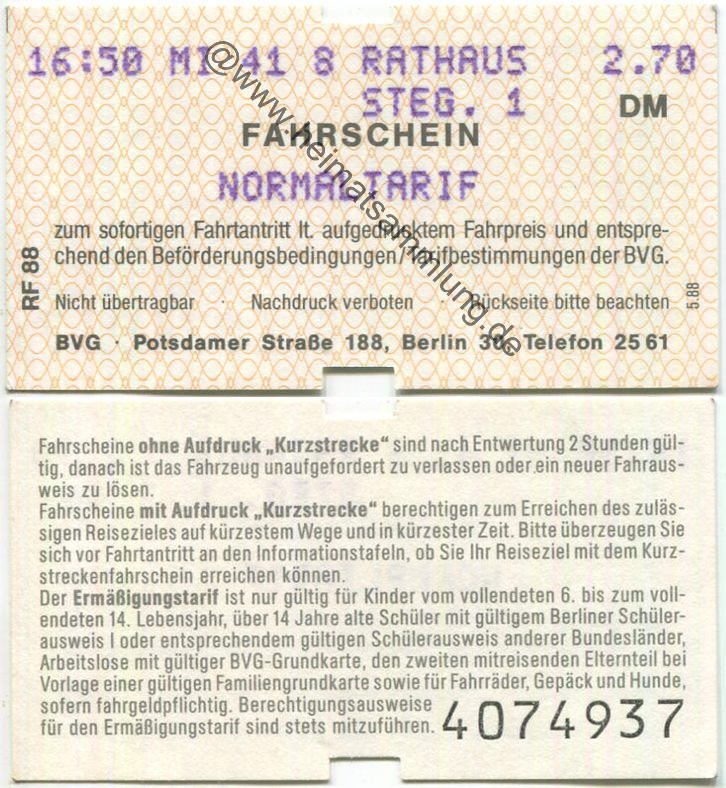 16:50 MI 41 8 RATHAUS 2.70
STEG. 1 DM
FAHRSCHEIN
NORMALTARIF
zum sofortigen Fahrtantritt lt. aufgedrucktem Fahrpreis und entspre-
chend den Beförderungsbedingungen/Tarifbestimmungen der BVG.
Nicht übertragbar · Nachdruck verboten · Rückseite bitte beachten
BVG · Potsdamer Straße 188, Berlin 30, Telefon 25 61
RF 88
5.88
@www.heimatsammlung.de
Fahrscheine ohne Aufdruck „Kurzstrecke“ sind nach Entwertung 2 Stunden gül-
tig, danach ist das Fahrzeug unaufgefordert zu verlassen oder ein neuer Fahraus-
weis zu lösen.
Fahrscheine mit Aufdruck „Kurzstrecke“ berechtigen zum Erreichen des zuläs-
sigen Reisezieles auf kürzestem Wege und in kürzester Zeit. Bitte überzeugen Sie
sich vor Fahrtantritt an den Informationstafeln, ob Sie Ihr Reiseziel mit dem Kurz-
streckenfahrschein erreichen können.
Der Ermäßigungstarif ist nur gültig für Kinder vom vollendeten 6. bis zum voll-
endeten 14. Lebensjahr, über 14 Jahre alte Schüler mit gültigem Berliner Schüler-
ausweis I oder entsprechendem gültigen Schülerausweis anderer Bundesländer,
Arbeitslose mit gültiger BVG-Grundkarte, den zweiten mitreisenden Elternteil bei
Vorlage einer gültigen Familiengrundkarte sowie für Fahrräder, Gepäck und Hunde,
sofern fahrgeldpflichtig. Berechtigungsausweise
für den Ermäßigungstarif sind stets mitzuführen. 4074937